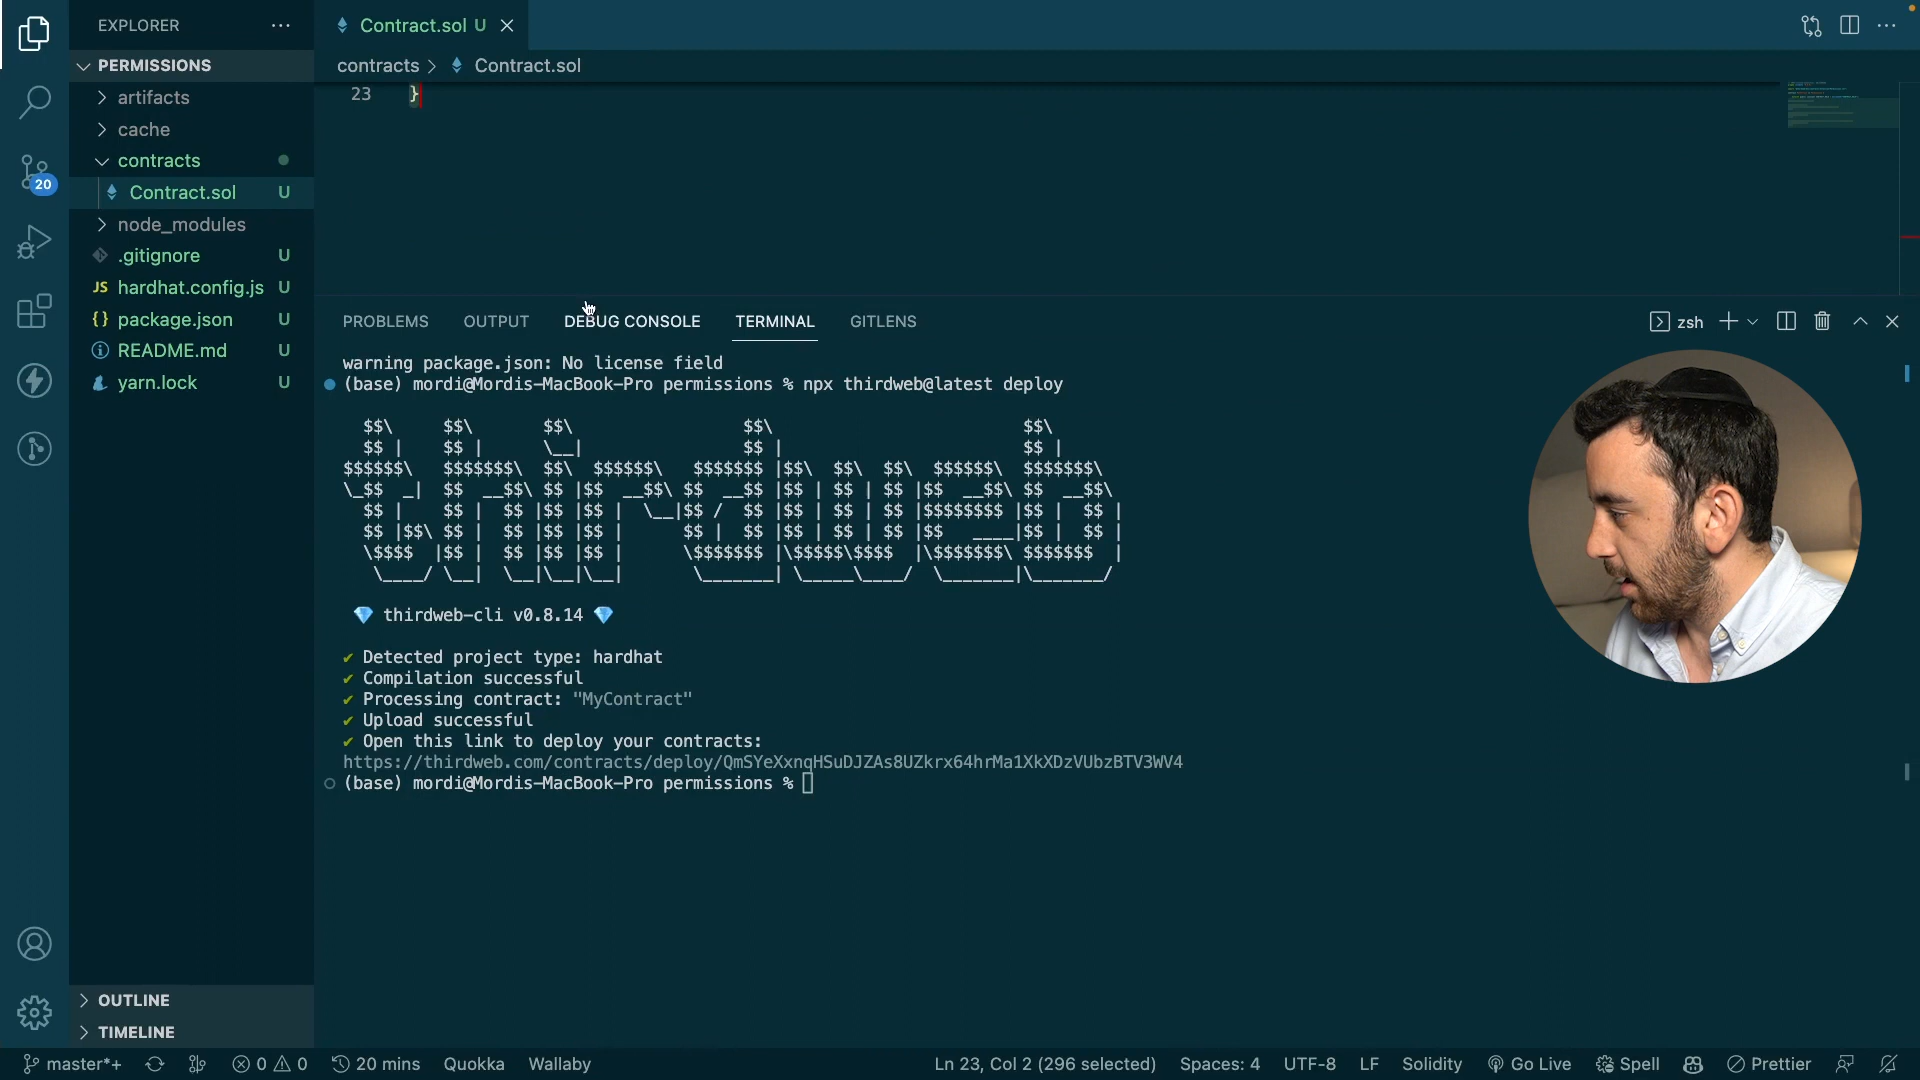 EXPLORER
PERMISSIONS
artifacts
cache
contracts
Contract.sol U
node_modules
.gitignore U
JS hardhat.config.js U
{} package.json U
README.md U
yarn.lock U
20
OUTLINE
TIMELINE
Contract.sol U
contracts > Contract.sol
23 }
PROBLEMS OUTPUT DEBUG CONSOLE TERMINAL GITLENS
zsh
warning package.json: No license field
(base) mordi@Mordis-MacBook-Pro permissions % npx thirdweb@latest deploy
thirdweb
thirdweb-cli v0.8.14
✔ Detected project type: hardhat
✔ Compilation successful
✔ Processing contract: "MyContract"
✔ Upload successful
✔ Open this link to deploy your contracts:
https://thirdweb.com/contracts/deploy/QmSYeXxnqHSuDJZAs8UZkrx64hrMa1XkXDzVUbzBTV3WV4
(base) mordi@Mordis-MacBook-Pro permissions %
master*+ 0 0 20 mins Quokka Wallaby Ln 23, Col 2 (296 selected) Spaces: 4 UTF-8 LF Solidity Go Live Spell Prettier